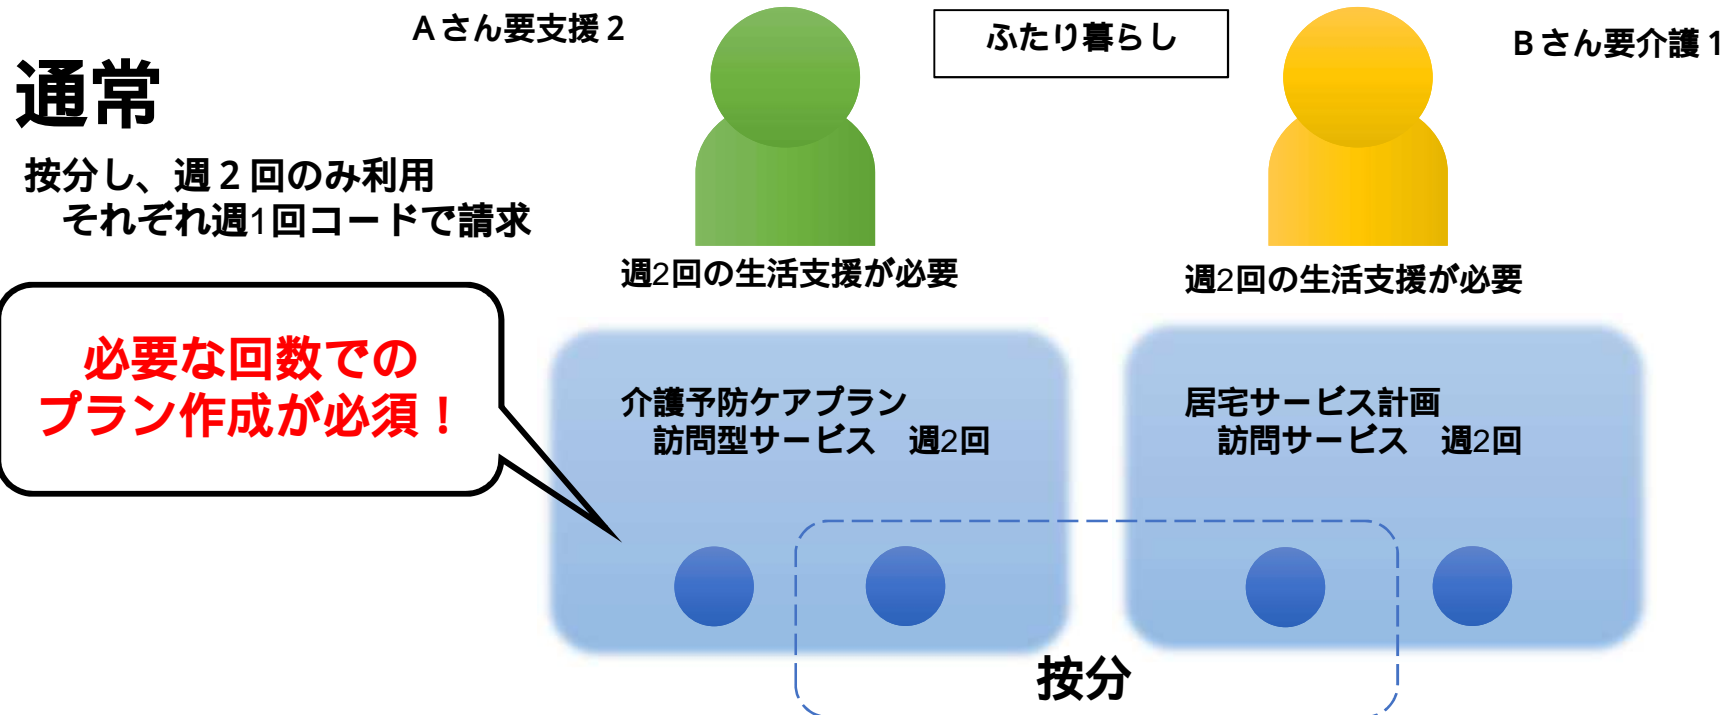 Aさん要支援2
ふたり暮らし
Bさん要介護1
通常
按分し、週2回のみ利用
それぞれ週1回コードで請求
週2回の生活支援が必要
週2回の生活支援が必要
必要な回数での
プラン作成が必須！
介護予防ケアプラン
訪問型サービス　週2回
居宅サービス計画
訪問サービス　週2回
按分